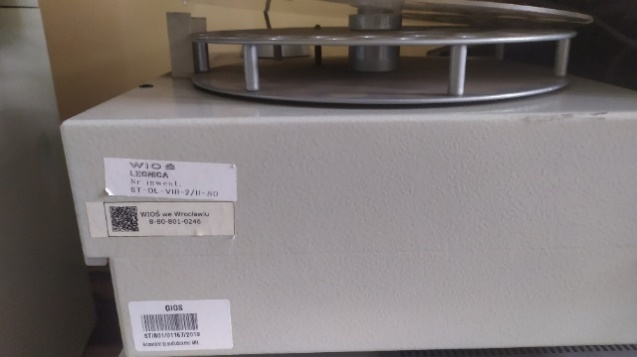 WIOŚ
LEGNICA
Nr inwent.
ST-OŁ-VIII-2/II-80
WIOŚ we Wrocławiu
8-80-801-0246
GIOŚ
ST/801/01167/2019